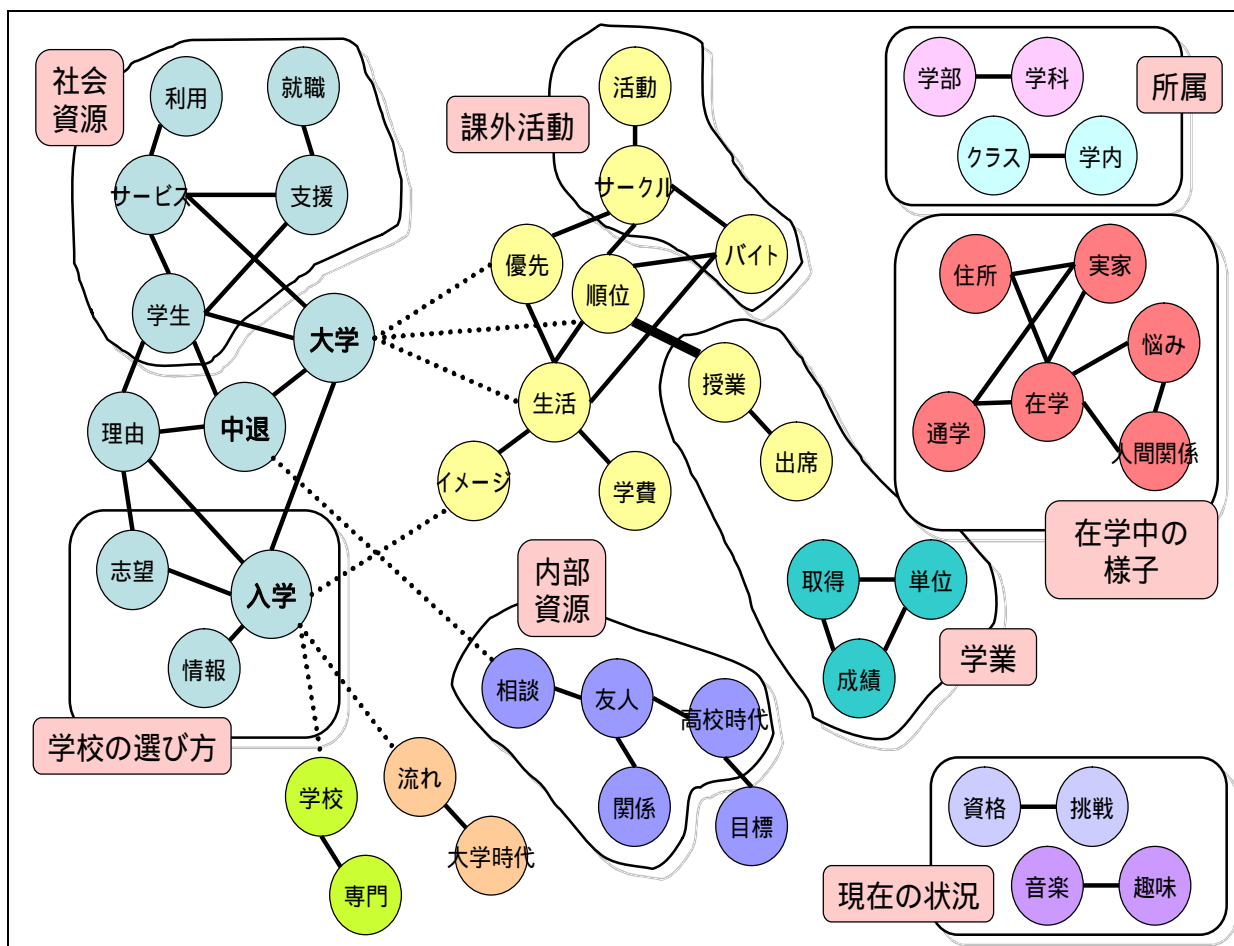 社会
資源
利用
就職
サービス
支援
学生
大学
理由
中退
志望
入学
情報
学校の選び方
課外活動
活動
サークル
バイト
優先
順位
生活
授業
出席
イメージ
学費
所属
学部
学科
クラス
学内
住所
実家
悩み
在学
通学
人間関係
在学中の
様子
取得
単位
成績
学業
内部
資源
相談
友人
高校時代
関係
目標
学校
専門
流れ
大学時代
資格
挑戦
音楽
趣味
現在の状況